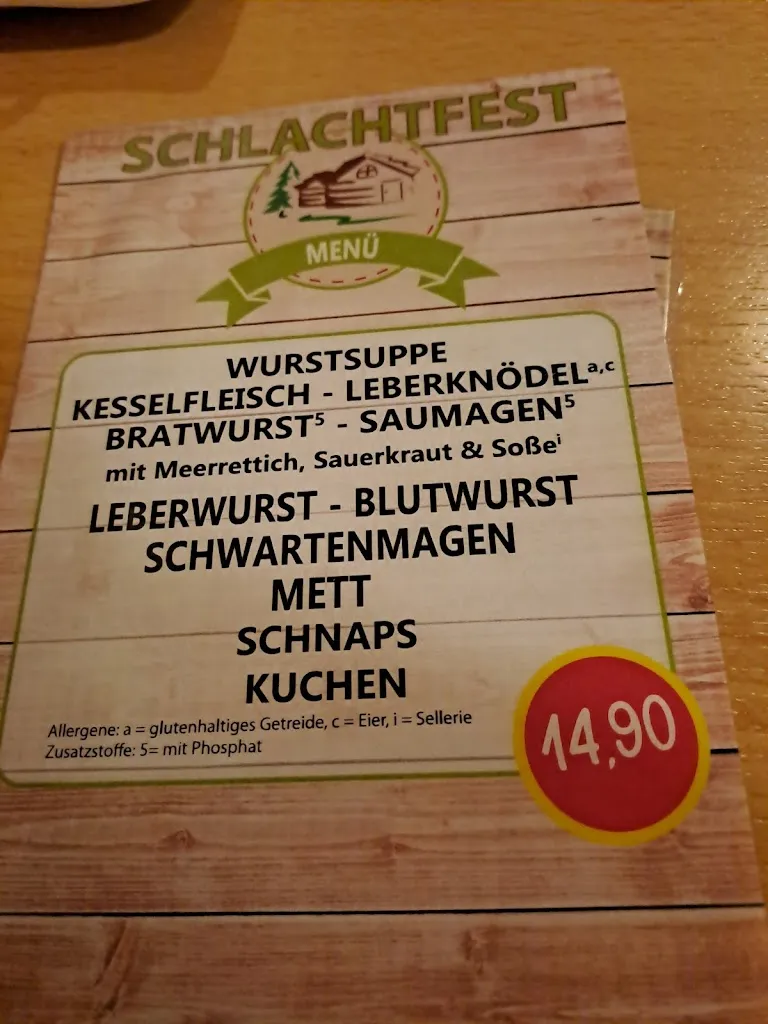 SCHLACHTFEST
MENÜ
WURSTSUPPE
KESSELFLEISCH - LEBERKNÖDELᵃ,ᶜ
BRATWURST⁵ - SAUMAGEN⁵
mit Meerrettich, Sauerkraut & Soßeⁱ
LEBERWURST - BLUTWURST
SCHWARTENMAGEN
METT
SCHNAPS
KUCHEN
Allergene: a = glutenhaltiges Getreide, c = Eier, i = Sellerie
Zusatzstoffe: 5= mit Phosphat
14,90